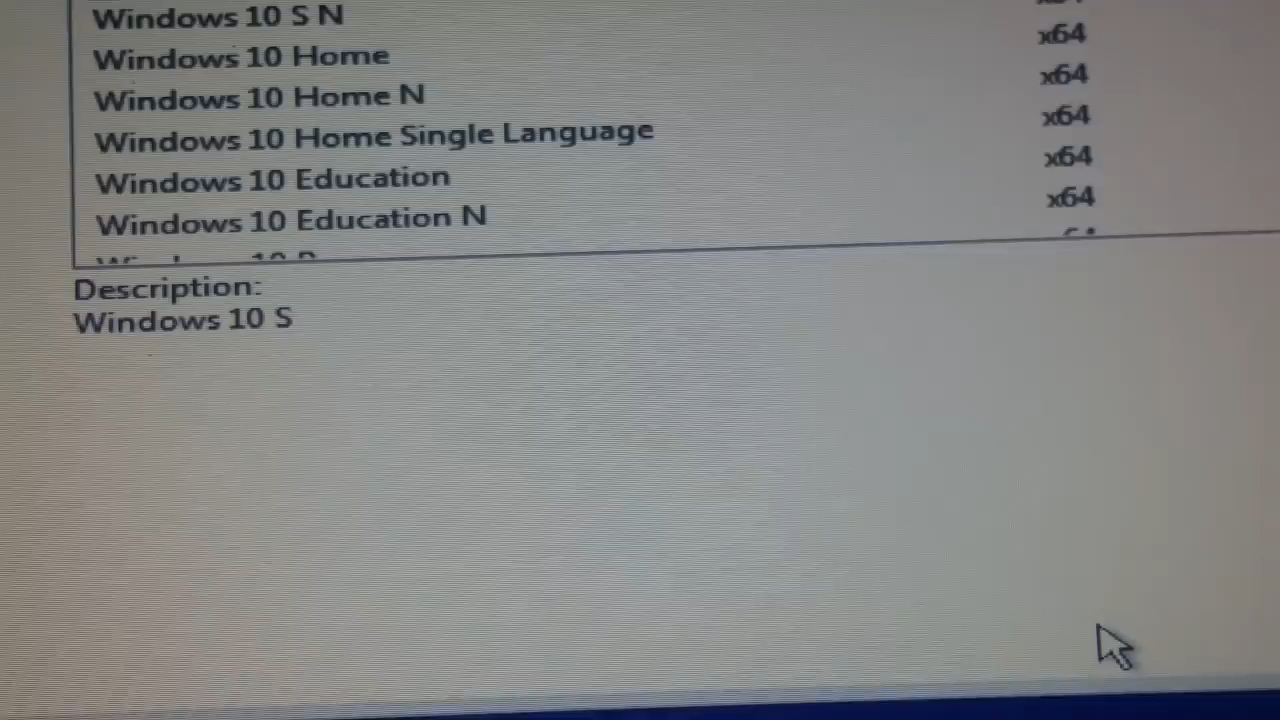 Windows 10 S N
Windows 10 Home x64
Windows 10 Home N x64
Windows 10 Home Single Language x64
Windows 10 Education x64
Windows 10 Education N x64
Description:
Windows 10 S